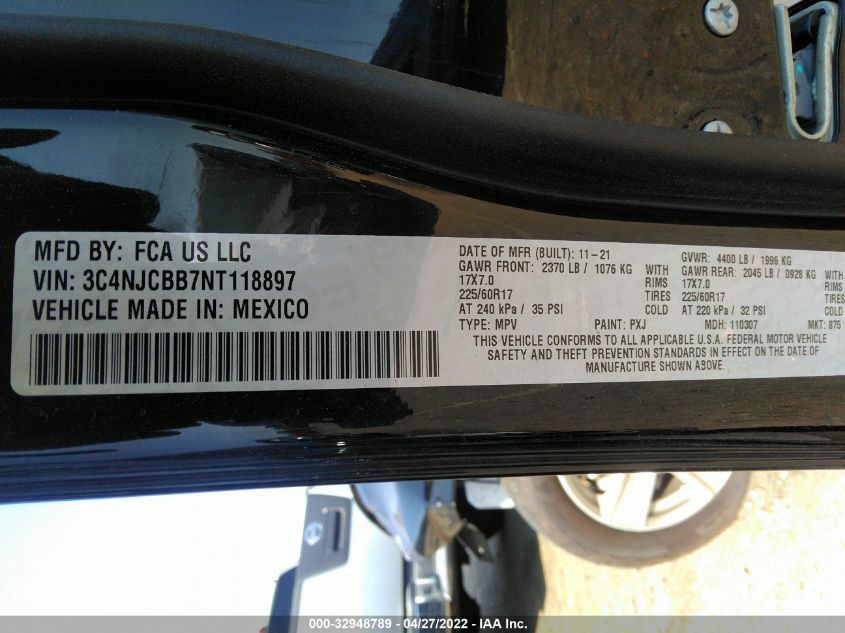 MFD BY: FCA US LLC
VIN: 3C4NJCBB7NT118897
VEHICLE MADE IN: MEXICO
DATE OF MFR (BUILT): 11-21 GVWR: 4400 LB / 1996 KG
GAWR FRONT: 2370 LB / 1076 KG GAWR REAR: 2045 LB / 0928 KG
17X7.0 RIMS 17X7.0
225/60R17 TIRES 225/60R17
AT 240 kPa / 35 PSI COLD AT 220 kPa / 32 PSI COLD
TYPE: MPV PAINT: PXJ MDH: 110307 MKT: 875
THIS VEHICLE CONFORMS TO ALL APPLICABLE U.S.A. FEDERAL MOTOR VEHICLE
SAFETY AND THEFT PREVENTION STANDARDS IN EFFECT ON THE DATE OF
MANUFACTURE SHOWN ABOVE.
000-32948789 - 04/27/2022 - IAA Inc.